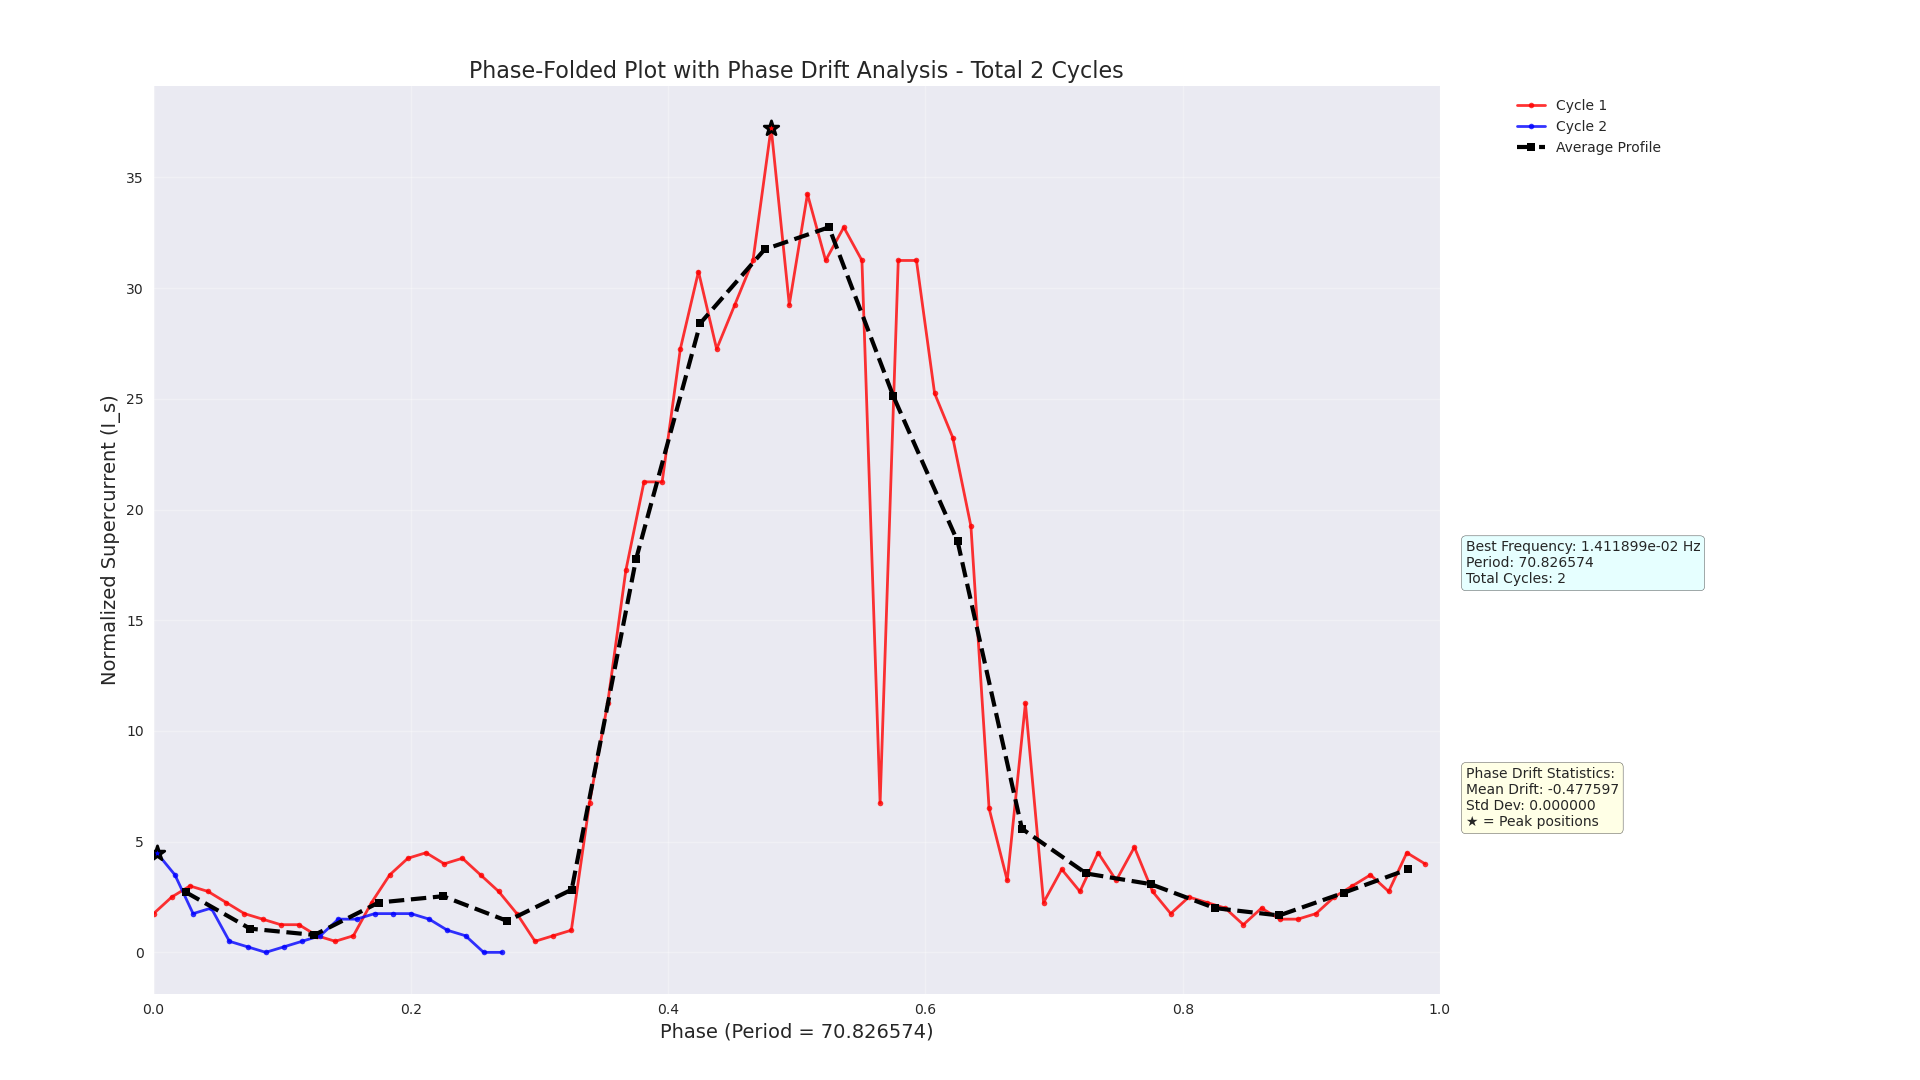 Phase-Folded Plot with Phase Drift Analysis - Total 2 Cycles
Cycle 1
Cycle 2
Average Profile
Normalized Supercurrent (I_s)
35
30
25
20
15
10
5
0
0.0
0.2
0.4
0.6
0.8
1.0
Phase (Period = 70.826574)
Best Frequency: 1.411899e-02 Hz
Period: 70.826574
Total Cycles: 2
Phase Drift Statistics:
Mean Drift: -0.477597
Std Dev: 0.000000
★ = Peak positions